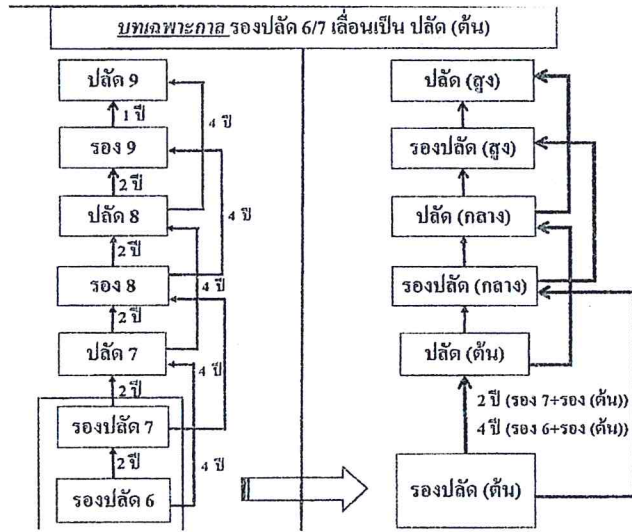 บทเฉพาะกาล รองปลัด 6/7 เลื่อนเป็น ปลัด (ต้น)
ปลัด 9
1 ปี
4 ปี
รอง 9
2 ปี
ปลัด 8
4 ปี
2 ปี
รอง 8
4 ปี
2 ปี
ปลัด 7
4 ปี
2 ปี
รองปลัด 7
2 ปี
4 ปี
รองปลัด 6
ปลัด (สูง)
รองปลัด (สูง)
ปลัด (กลาง)
รองปลัด (กลาง)
ปลัด (ต้น)
2 ปี (รอง 7+รอง (ต้น))
4 ปี (รอง 6+รอง (ต้น))
รองปลัด (ต้น)